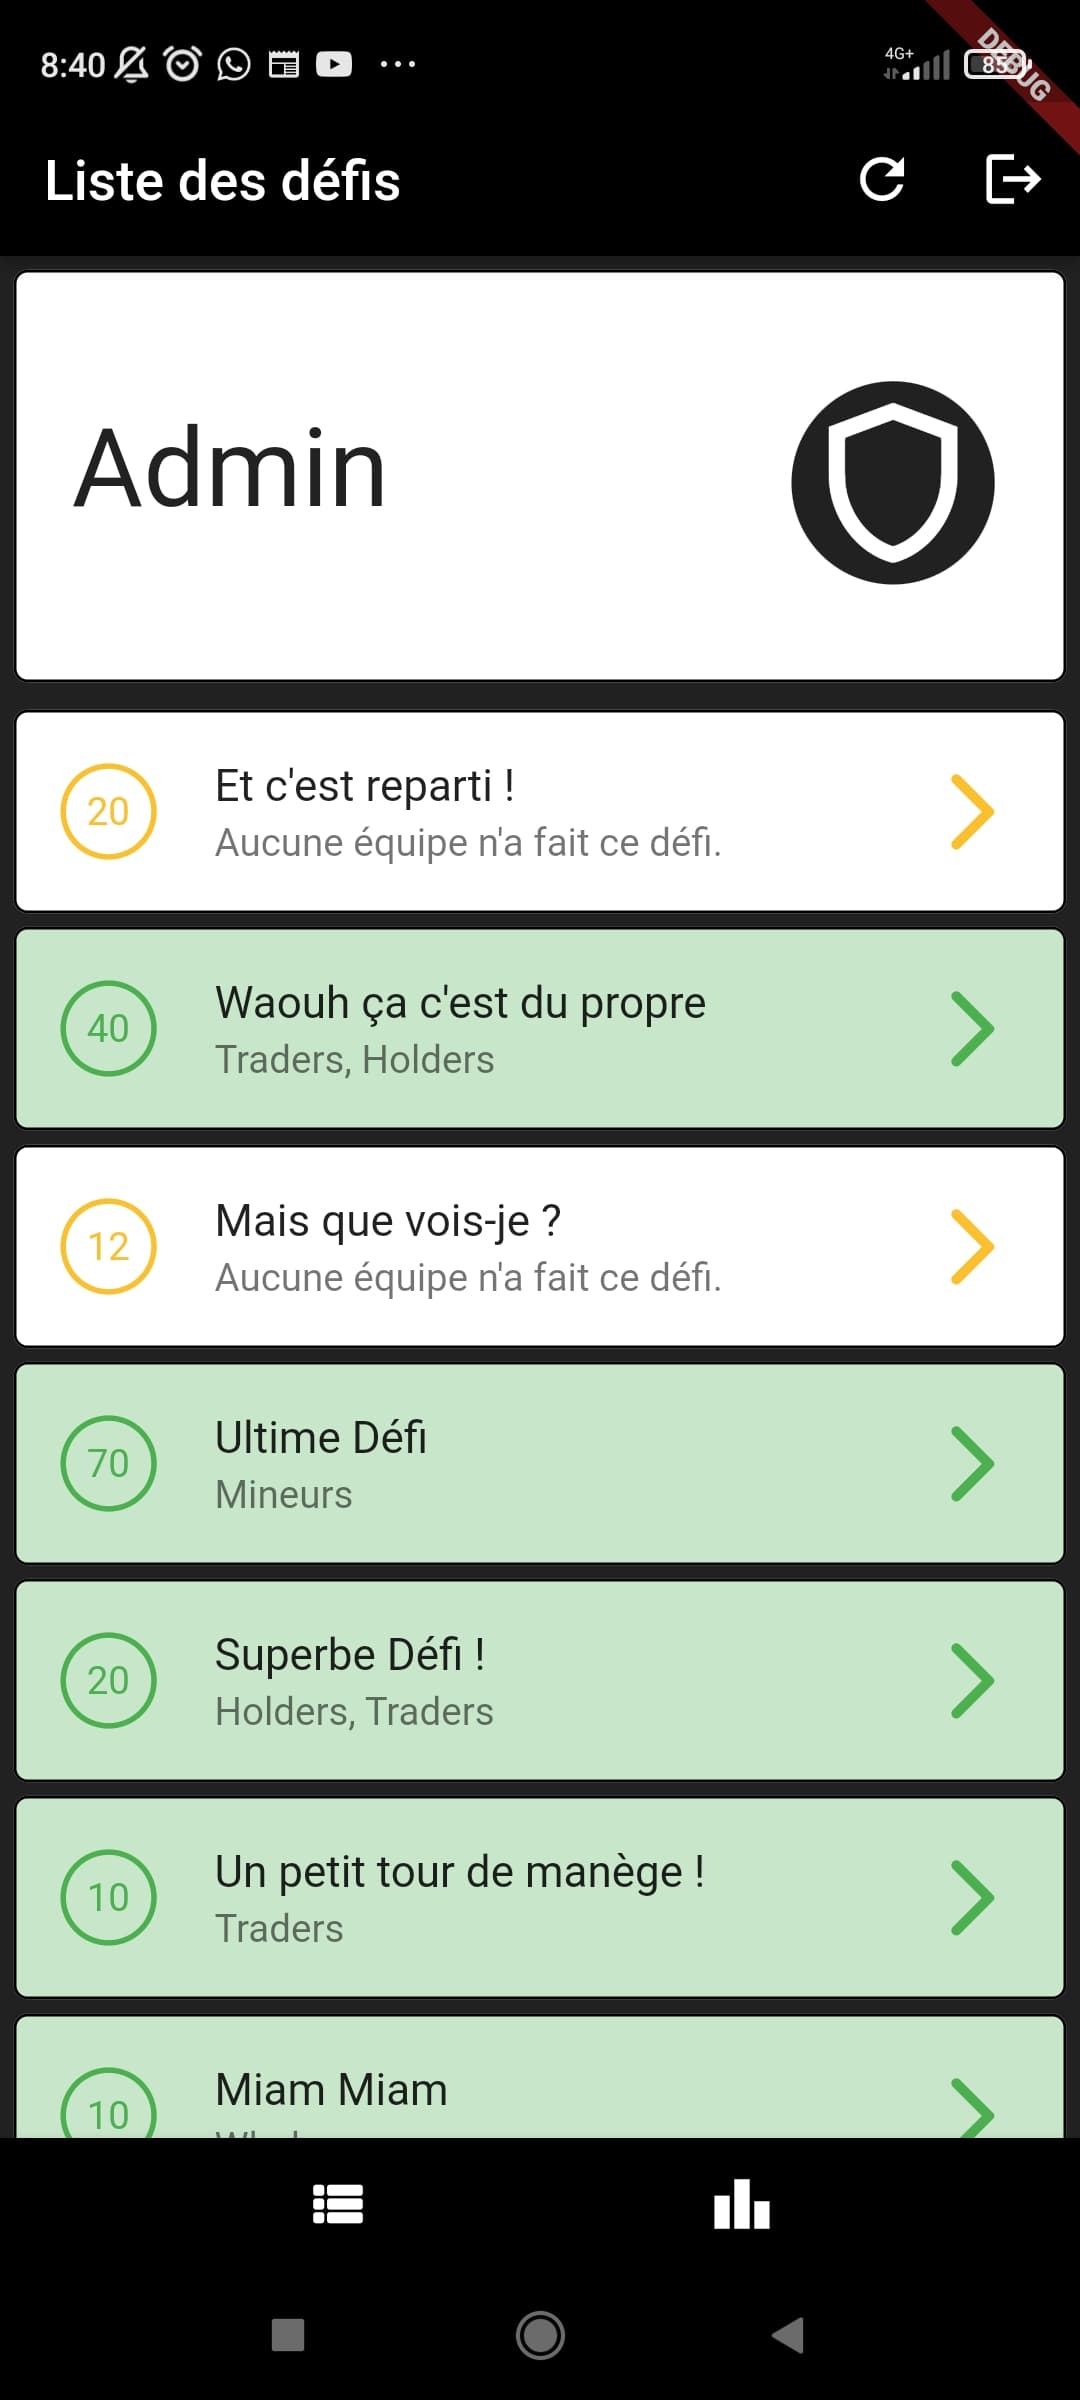 8:40
4G+
85
DEBUG
Liste des défis
Admin
20
Et c'est reparti !
Aucune équipe n'a fait ce défi.
40
Waouh ça c'est du propre
Traders, Holders
12
Mais que vois-je ?
Aucune équipe n'a fait ce défi.
70
Ultime Défi
Mineurs
20
Superbe Défi !
Holders, Traders
10
Un petit tour de manège !
Traders
10
Miam Miam